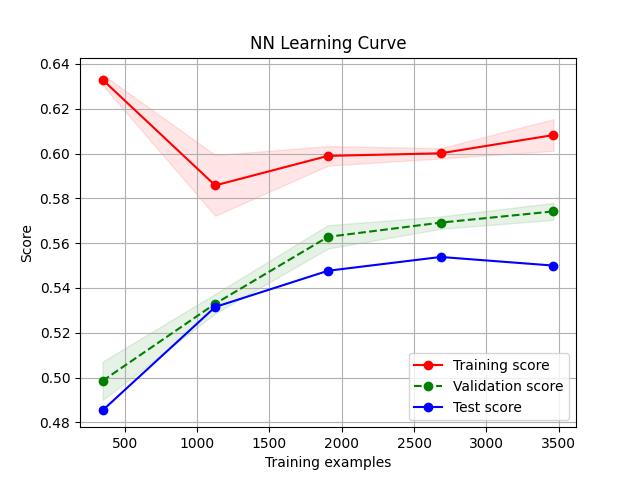 NN Learning Curve
0.64
0.62
0.60
0.58
0.56
0.54
0.52
0.50
0.48
Score
Training score
Validation score
Test score
500 1000 1500 2000 2500 3000 3500
Training examples